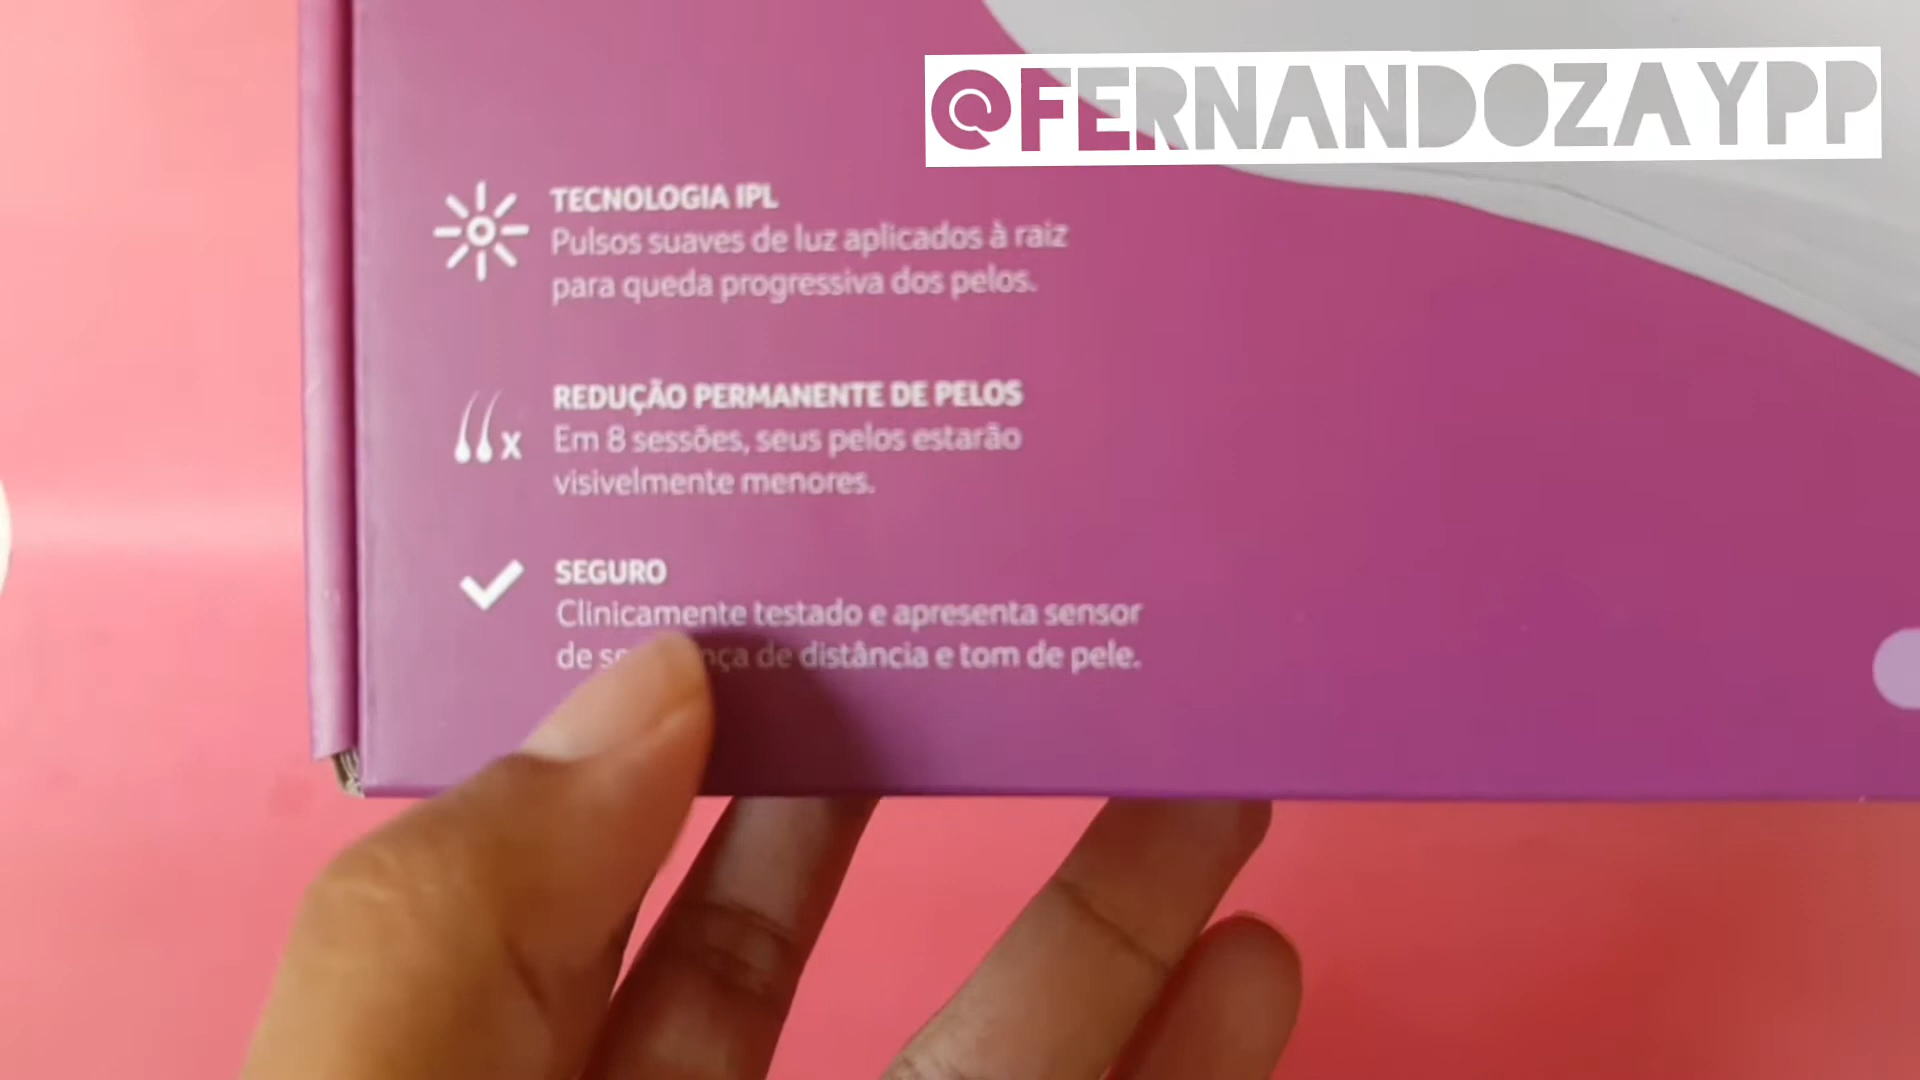 @FERNANDOZAYPP
TECNOLOGIA IPL
Pulsos suaves de luz aplicados à raiz
para queda progressiva dos pelos.
REDUÇÃO PERMANENTE DE PELOS
x Em 8 sessões, seus pelos estarão
visivelmente menores.
SEGURO
Clinicamente testado e apresenta sensor
de de distância e tom de pele.